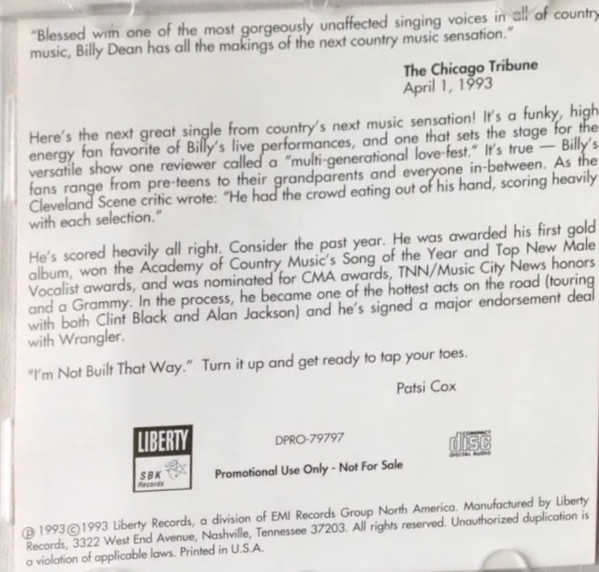 "Blessed with one of the most gorgeously unaffected singing voices in all of country
music, Billy Dean has all the makings of the next country music sensation."
The Chicago Tribune
April 1, 1993
Here's the next great single from country's next music sensation! It's a funky, high
energy fan favorite of Billy's live performances, and one that sets the stage for the
versatile show one reviewer called a "multi-generational love-fest." It's true — Billy's
fans range from pre-teens to their grandparents and everyone in-between. As the
Cleveland Scene critic wrote: "He had the crowd eating out of his hand, scoring heavily
with each selection."
He's scored heavily all right. Consider the past year. He was awarded his first gold
album, won the Academy of Country Music's Song of the Year and Top New Male
Vocalist awards, and was nominated for CMA awards, TNN/Music City News honors
and a Grammy. In the process, he became one of the hottest acts on the road (touring
with both Clint Black and Alan Jackson) and he's signed a major endorsement deal
with Wrangler.
"I'm Not Built That Way." Turn it up and get ready to tap your toes.
Patsi Cox
LIBERTY
SBK
Records
DPRO-79797
Promotional Use Only - Not For Sale
COMPACT
disc
DIGITAL AUDIO
℗ 1993 © 1993 Liberty Records, a division of EMI Records Group North America. Manufactured by Liberty
Records, 3322 West End Avenue, Nashville, Tennessee 37203. All rights reserved. Unauthorized duplication is
a violation of applicable laws. Printed in U.S.A.